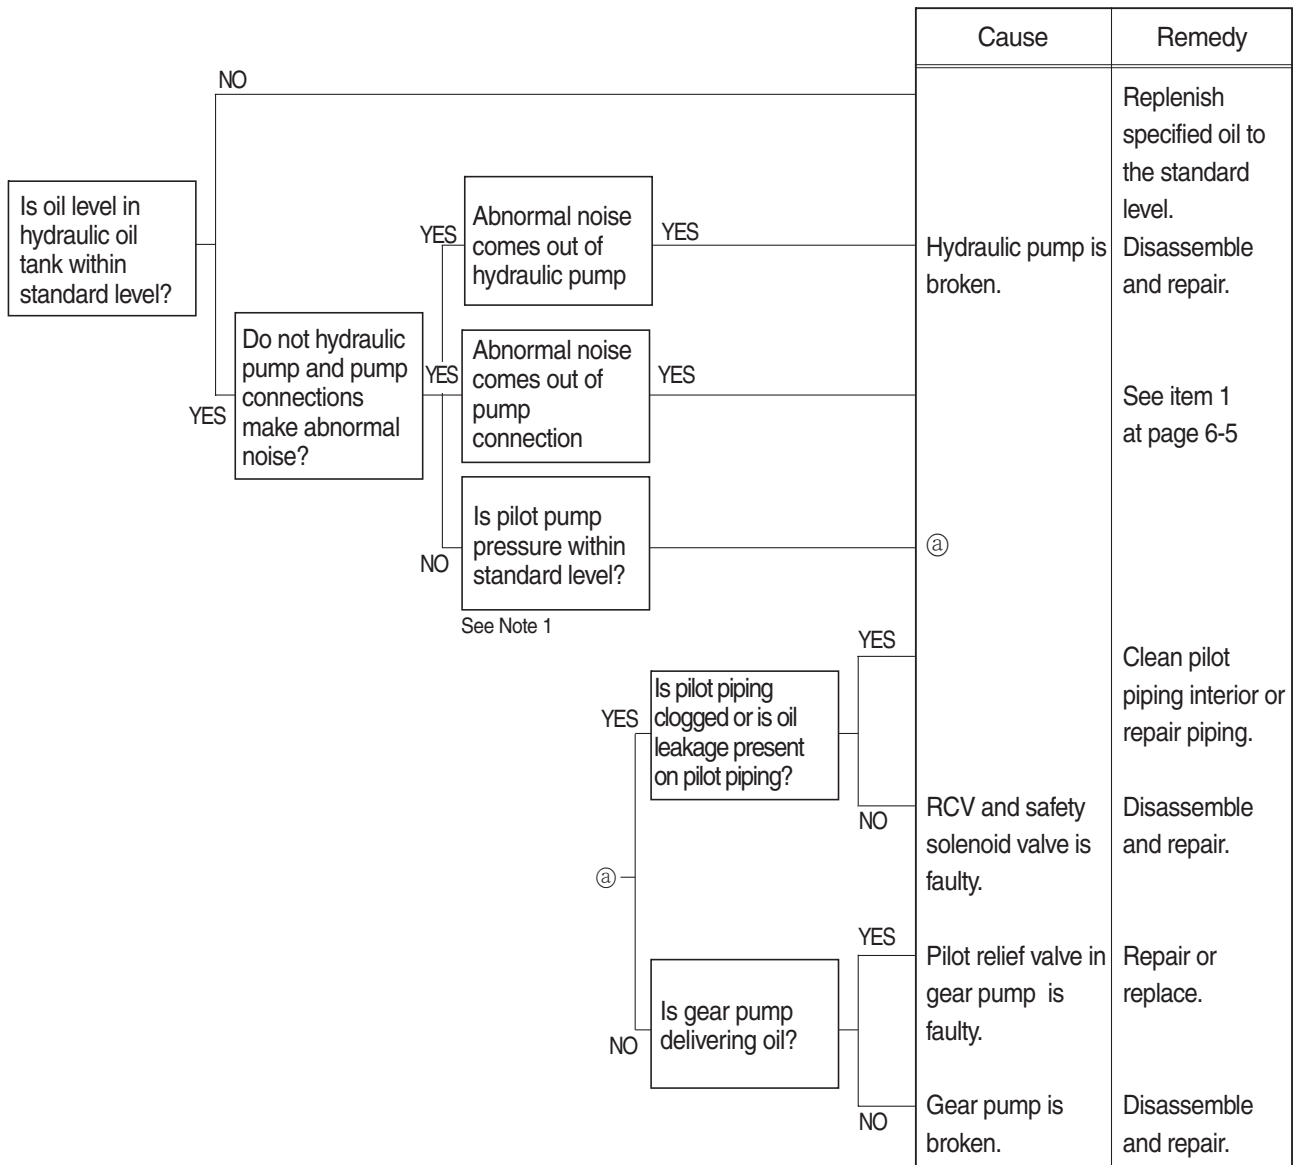 Cause
Remedy
NO
Replenish
specified oil to
the standard
level.
Is oil level in
hydraulic oil
tank within
standard level?
YES
Abnormal noise
comes out of
hydraulic pump
YES
Hydraulic pump is
broken.
Disassemble
and repair.
YES
Do not hydraulic
pump and pump
connections
make abnormal
noise?
YES
Abnormal noise
comes out of
pump
connection
YES
See item 1
at page 6-5
NO
Is pilot pump
pressure within
standard level?
See Note 1
ⓐ
YES
Is pilot piping
clogged or is oil
leakage present
on pilot piping?
YES
Clean pilot
piping interior or
repair piping.
NO
RCV and safety
solenoid valve is
faulty.
Disassemble
and repair.
ⓐ
NO
Is gear pump
delivering oil?
YES
Pilot relief valve in
gear pump is
faulty.
Repair or
replace.
NO
Gear pump is
broken.
Disassemble
and repair.